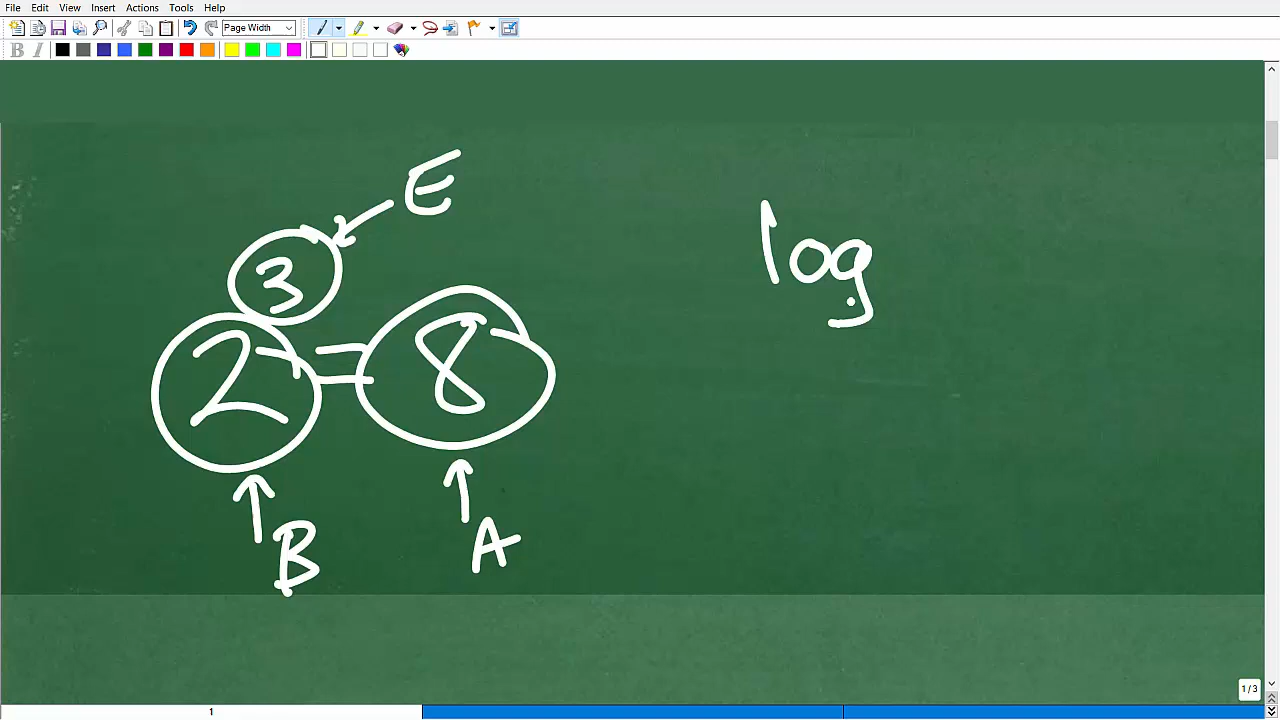 File Edit View Insert Actions Tools Help
Page Width
B I
E
3
2 = 8
log
B
A
1 / 3
1